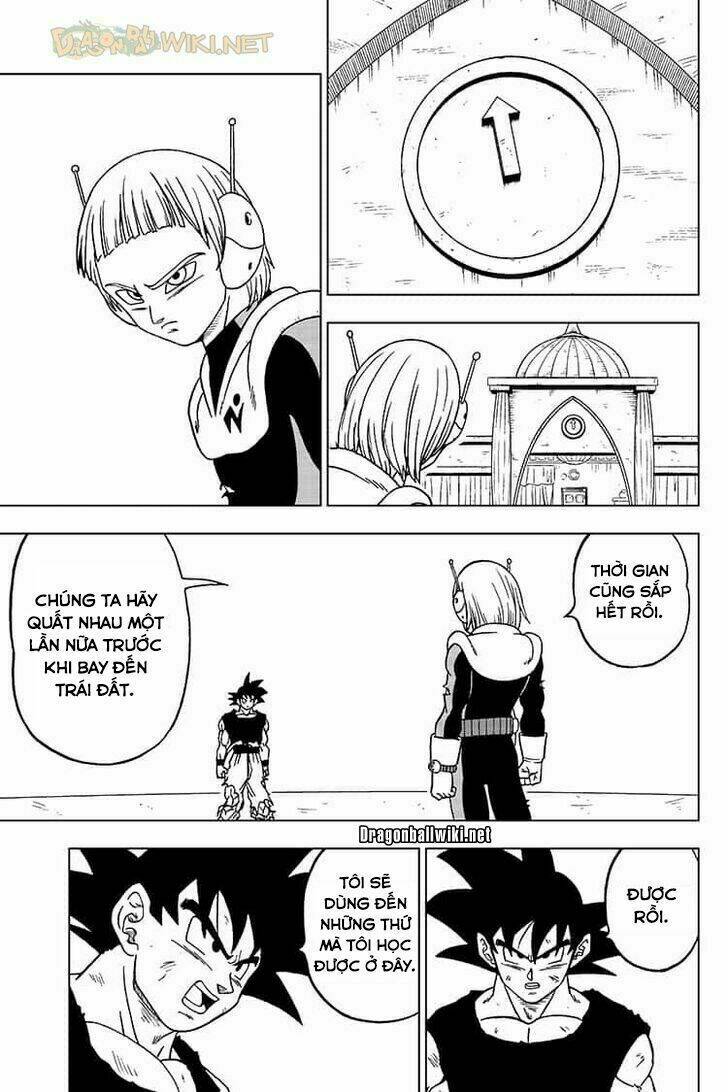 DRAGONBALLWIKI.NET
THỜI GIAN
CŨNG SẮP
HẾT RỒI.
CHÚNG TA HÃY
QUẤT NHAU MỘT
LẦN NỮA TRƯỚC
KHI BAY ĐẾN
TRÁI ĐẤT.
Dragonballwiki.net
ĐƯỢC
RỒI.
TÔI SẼ
DÙNG ĐẾN
NHỮNG THỨ
MÀ TÔI HỌC
ĐƯỢC Ở ĐÂY.